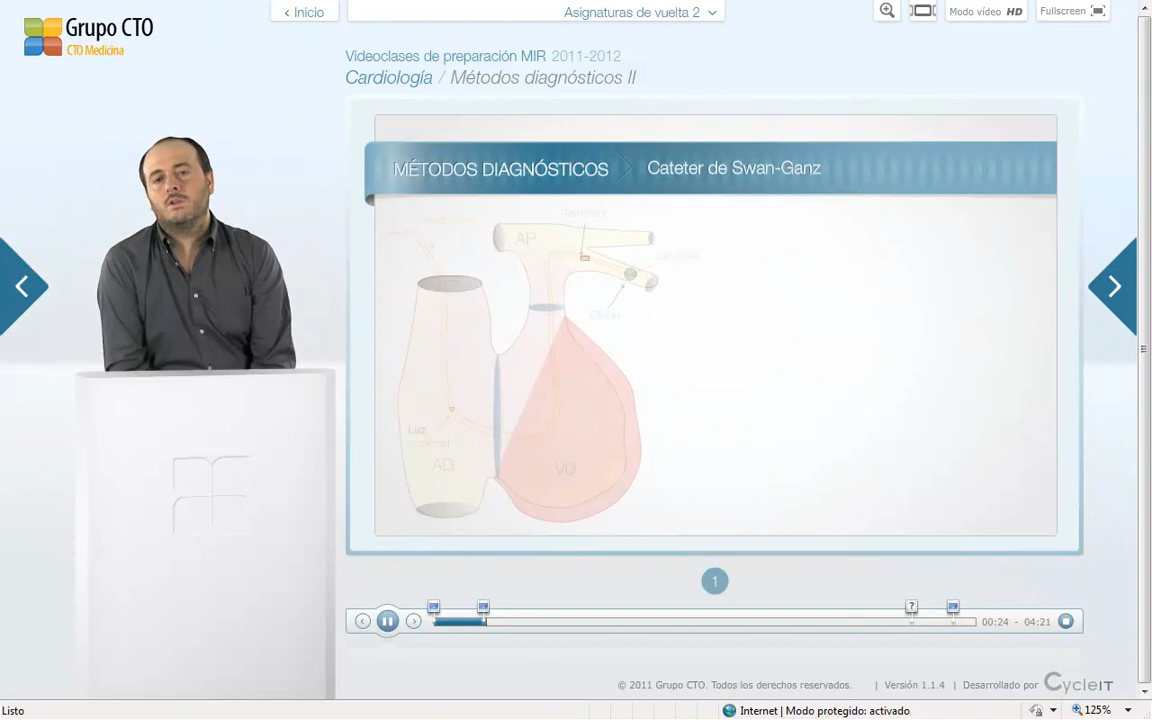 Grupo CTO
CTO Medicina
‹ Inicio
Asignaturas de vuelta 2
Modo vídeo HD
Fullscreen
Videoclases de preparación MIR 2011-2012
Cardiología / Métodos diagnósticos II
MÉTODOS DIAGNÓSTICOS
Cateter de Swan-Ganz
AP
Luz
AD
VD
1
?
00:24 - 04:21
© 2011 Grupo CTO. Todos los derechos reservados.
| Versión 1.1.4
| Desarrollado por CycleIT
Listo
Internet | Modo protegido: activado
125%